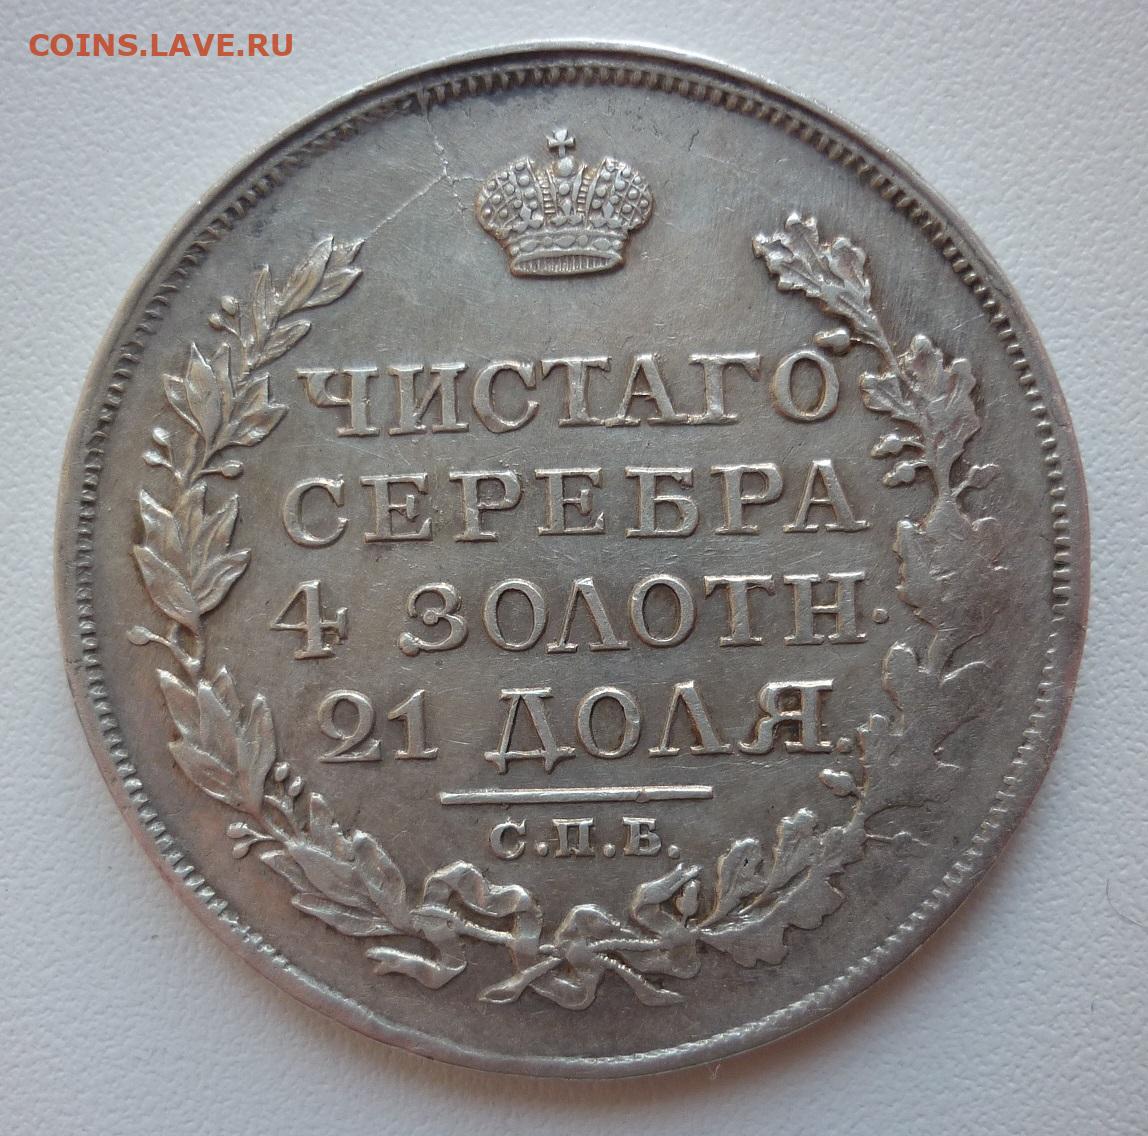 COINS.LAVE.RU
ЧИСТАГО
СЕРЕБРА
4 ЗОЛОТН.
21 ДОЛЯ.
С.П.Б.